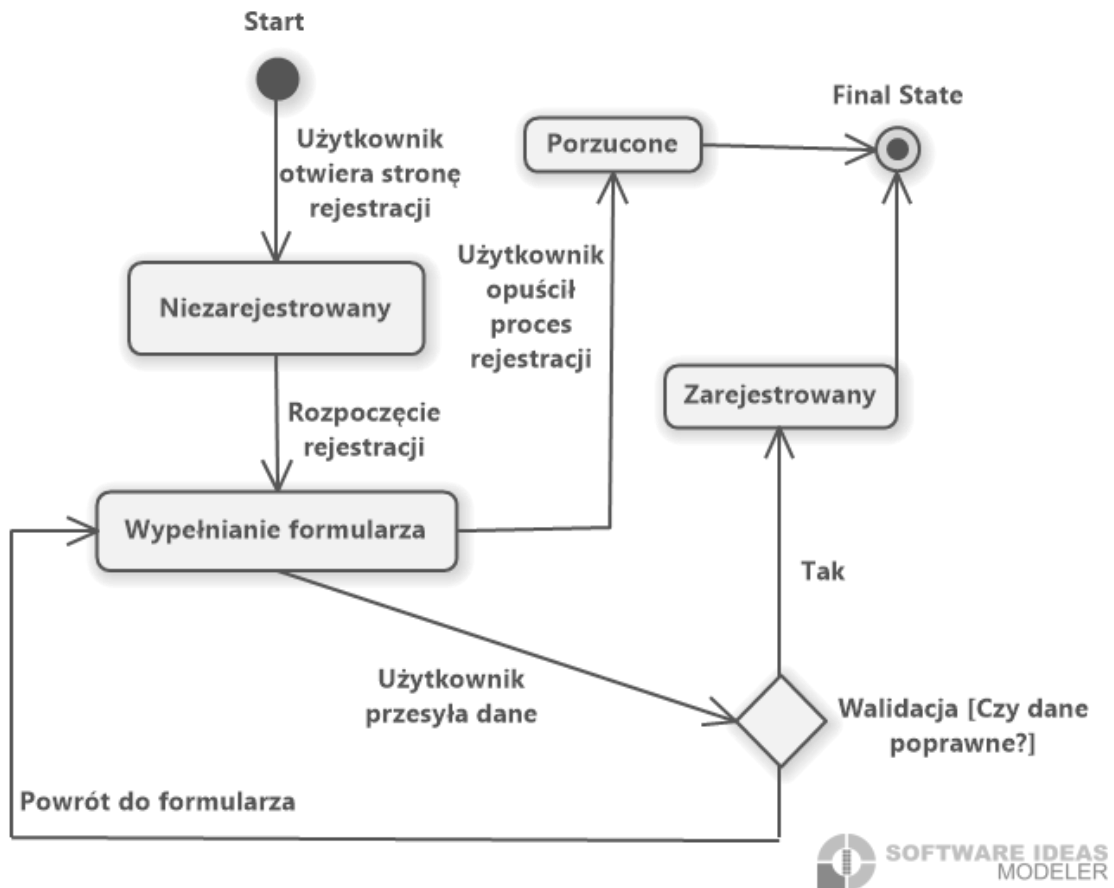 Start
Final State
Użytkownik
otwiera stronę
rejestracji
Porzucone
Niezarejestrowany
Użytkownik
opuścił
proces
rejestracji
Zarejestrowany
Rozpoczęcie
rejestracji
Wypełnianie formularza
Tak
Użytkownik
przesyła dane
Walidacja [Czy dane
poprawne?]
Powrót do formularza
SOFTWARE IDEAS
MODELER